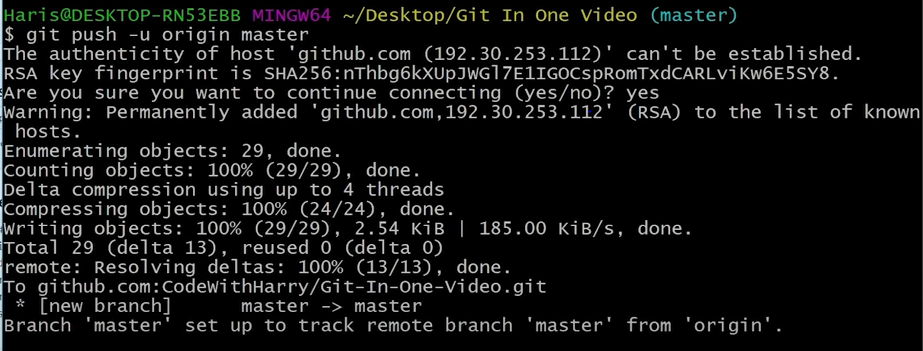 Haris@DESKTOP-RN53EBB MINGW64 ~/Desktop/Git In One Video (master)
$ git push -u origin master
The authenticity of host 'github.com (192.30.253.112)' can't be established.
RSA key fingerprint is SHA256:nThbg6kXUpJWGl7E1IGOCspRomTxdCARLviKw6E5SY8.
Are you sure you want to continue connecting (yes/no)? yes
Warning: Permanently added 'github.com,192.30.253.112' (RSA) to the list of known
 hosts.
Enumerating objects: 29, done.
Counting objects: 100% (29/29), done.
Delta compression using up to 4 threads
Compressing objects: 100% (24/24), done.
Writing objects: 100% (29/29), 2.54 KiB | 185.00 KiB/s, done.
Total 29 (delta 13), reused 0 (delta 0)
remote: Resolving deltas: 100% (13/13), done.
To github.com:CodeWithHarry/Git-In-One-Video.git
 * [new branch]      master -> master
Branch 'master' set up to track remote branch 'master' from 'origin'.